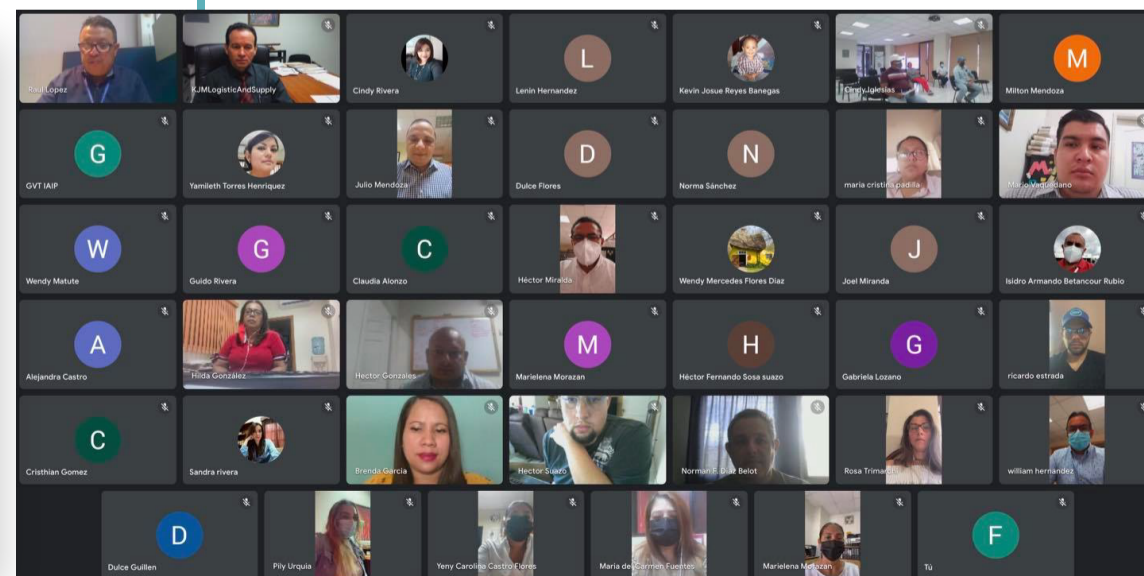 Raul Lopez
KJMLogisticAndSupply
Cindy Rivera
L
Lenin Hernandez
Kevin Josue Reyes Banegas
Cindy Iglesias
M
Milton Mendoza
G
GVT IAIP
Yamileth Torres Henriquez
Julio Mendoza
D
Dulce Flores
N
Norma Sánchez
maria cristina padilla
Mario Vaquedano
W
Wendy Matute
G
Guido Rivera
C
Claudia Alonzo
Héctor Miralda
Wendy Mercedes Flores Diaz
J
Joel Miranda
Isidro Armando Betancour Rubio
A
Alejandra Castro
Hilda González
Hector Gonzales
M
Marielena Morazan
H
Héctor Fernando Sosa suazo
G
Gabriela Lozano
ricardo estrada
C
Cristhian Gomez
Sandra rivera
Brenda García
Hector Suazo
Norman F. Díaz Belot
Rosa
william hernandez
D
Dulce Guillen
Pily Urquia
Yeny Carolina Castro Flores
Maria del Carmen Fuentes
Marielena Morazan
F
Tú